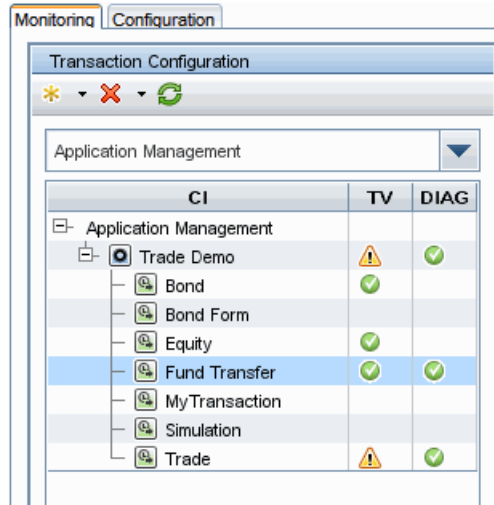 Monitoring Configuration
Transaction Configuration
Application Management
CI TV DIAG
Application Management
Trade Demo
Bond
Bond Form
Equity
Fund Transfer
MyTransaction
Simulation
Trade